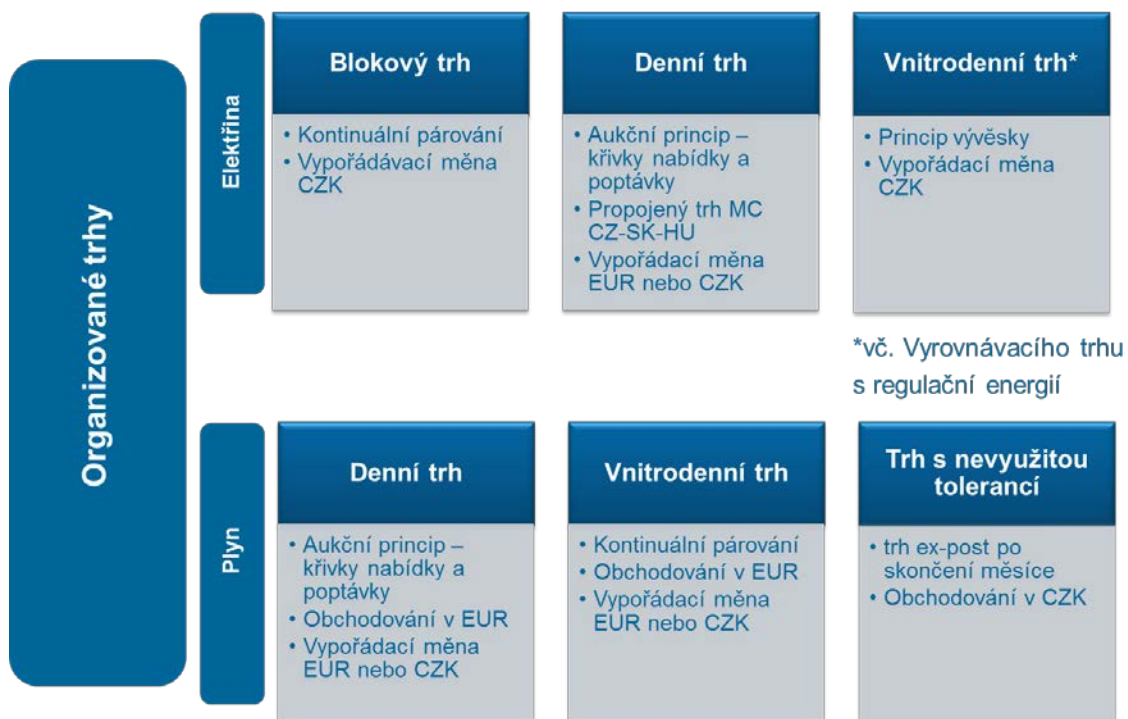 Organizované trhy
Elektřina
Blokový trh
• Kontinuální párování
• Vypořádávací měna
CZK
Denní trh
• Aukční princip –
křivky nabídky a
poptávky
• Propojený trh MC
CZ-SK-HU
• Vypořádací měna
EUR nebo CZK
Vnitrodenní trh*
• Princip vývěsky
• Vypořádací měna
CZK
*vč. Vyrovnávacího trhu
s regulační energií
Plyn
Denní trh
• Aukční princip –
křivky nabídky a
poptávky
• Obchodování v EUR
• Vypořádací měna
EUR nebo CZK
Vnitrodenní trh
• Kontinuální párování
• Obchodování v EUR
• Vypořádací měna
EUR nebo CZK
Trh s nevyužitou
tolerancí
• trh ex-post po
skončení měsíce
• Obchodování v CZK